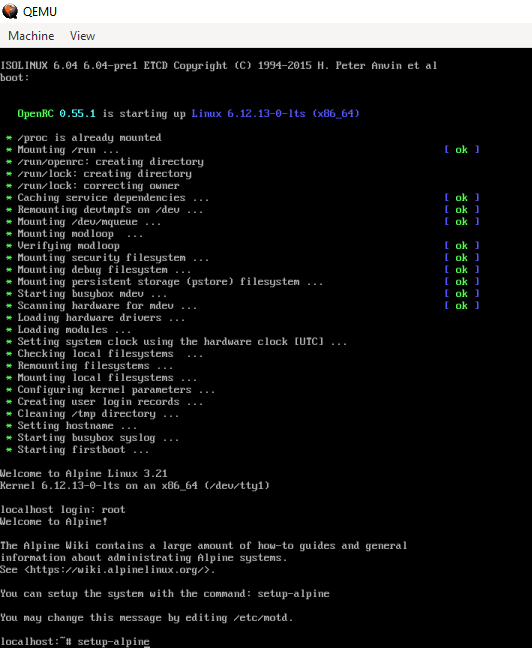 QEMU
Machine View
ISOLINUX 6.04 6.04-pre1 ETCD Copyright (C) 1994-2015 H. Peter Anvin et al
boot:
OpenRC 0.55.1 is starting up Linux 6.12.13-0-lts (x86_64)
* /proc is already mounted
* Mounting /run ... [ ok ]
* /run/openrc: creating directory
* /run/lock: creating directory
* /run/lock: correcting owner
* Caching service dependencies ... [ ok ]
* Remounting devtmpfs on /dev ... [ ok ]
* Mounting /dev/mqueue ... [ ok ]
* Mounting modloop ...
* Verifying modloop [ ok ]
* Mounting security filesystem ... [ ok ]
* Mounting debug filesystem ... [ ok ]
* Mounting persistent storage (pstore) filesystem ... [ ok ]
* Starting busybox mdev ... [ ok ]
* Scanning hardware for mdev ... [ ok ]
* Loading hardware drivers ...
* Loading modules ...
* Setting system clock using the hardware clock [UTC] ...
* Checking local filesystems ...
* Remounting filesystems ...
* Mounting local filesystems ...
* Configuring kernel parameters ...
* Creating user login records ...
* Cleaning /tmp directory ...
* Setting hostname ...
* Starting busybox syslog ...
* Starting firstboot ...
Welcome to Alpine Linux 3.21
Kernel 6.12.13-0-lts on an x86_64 (/dev/tty1)
localhost login: root
Welcome to Alpine!
The Alpine Wiki contains a large amount of how-to guides and general
information about administrating Alpine systems.
See <https://wiki.alpinelinux.org/>.
You can setup the system with the command: setup-alpine
You may change this message by editing /etc/motd.
localhost:~# setup-alpine